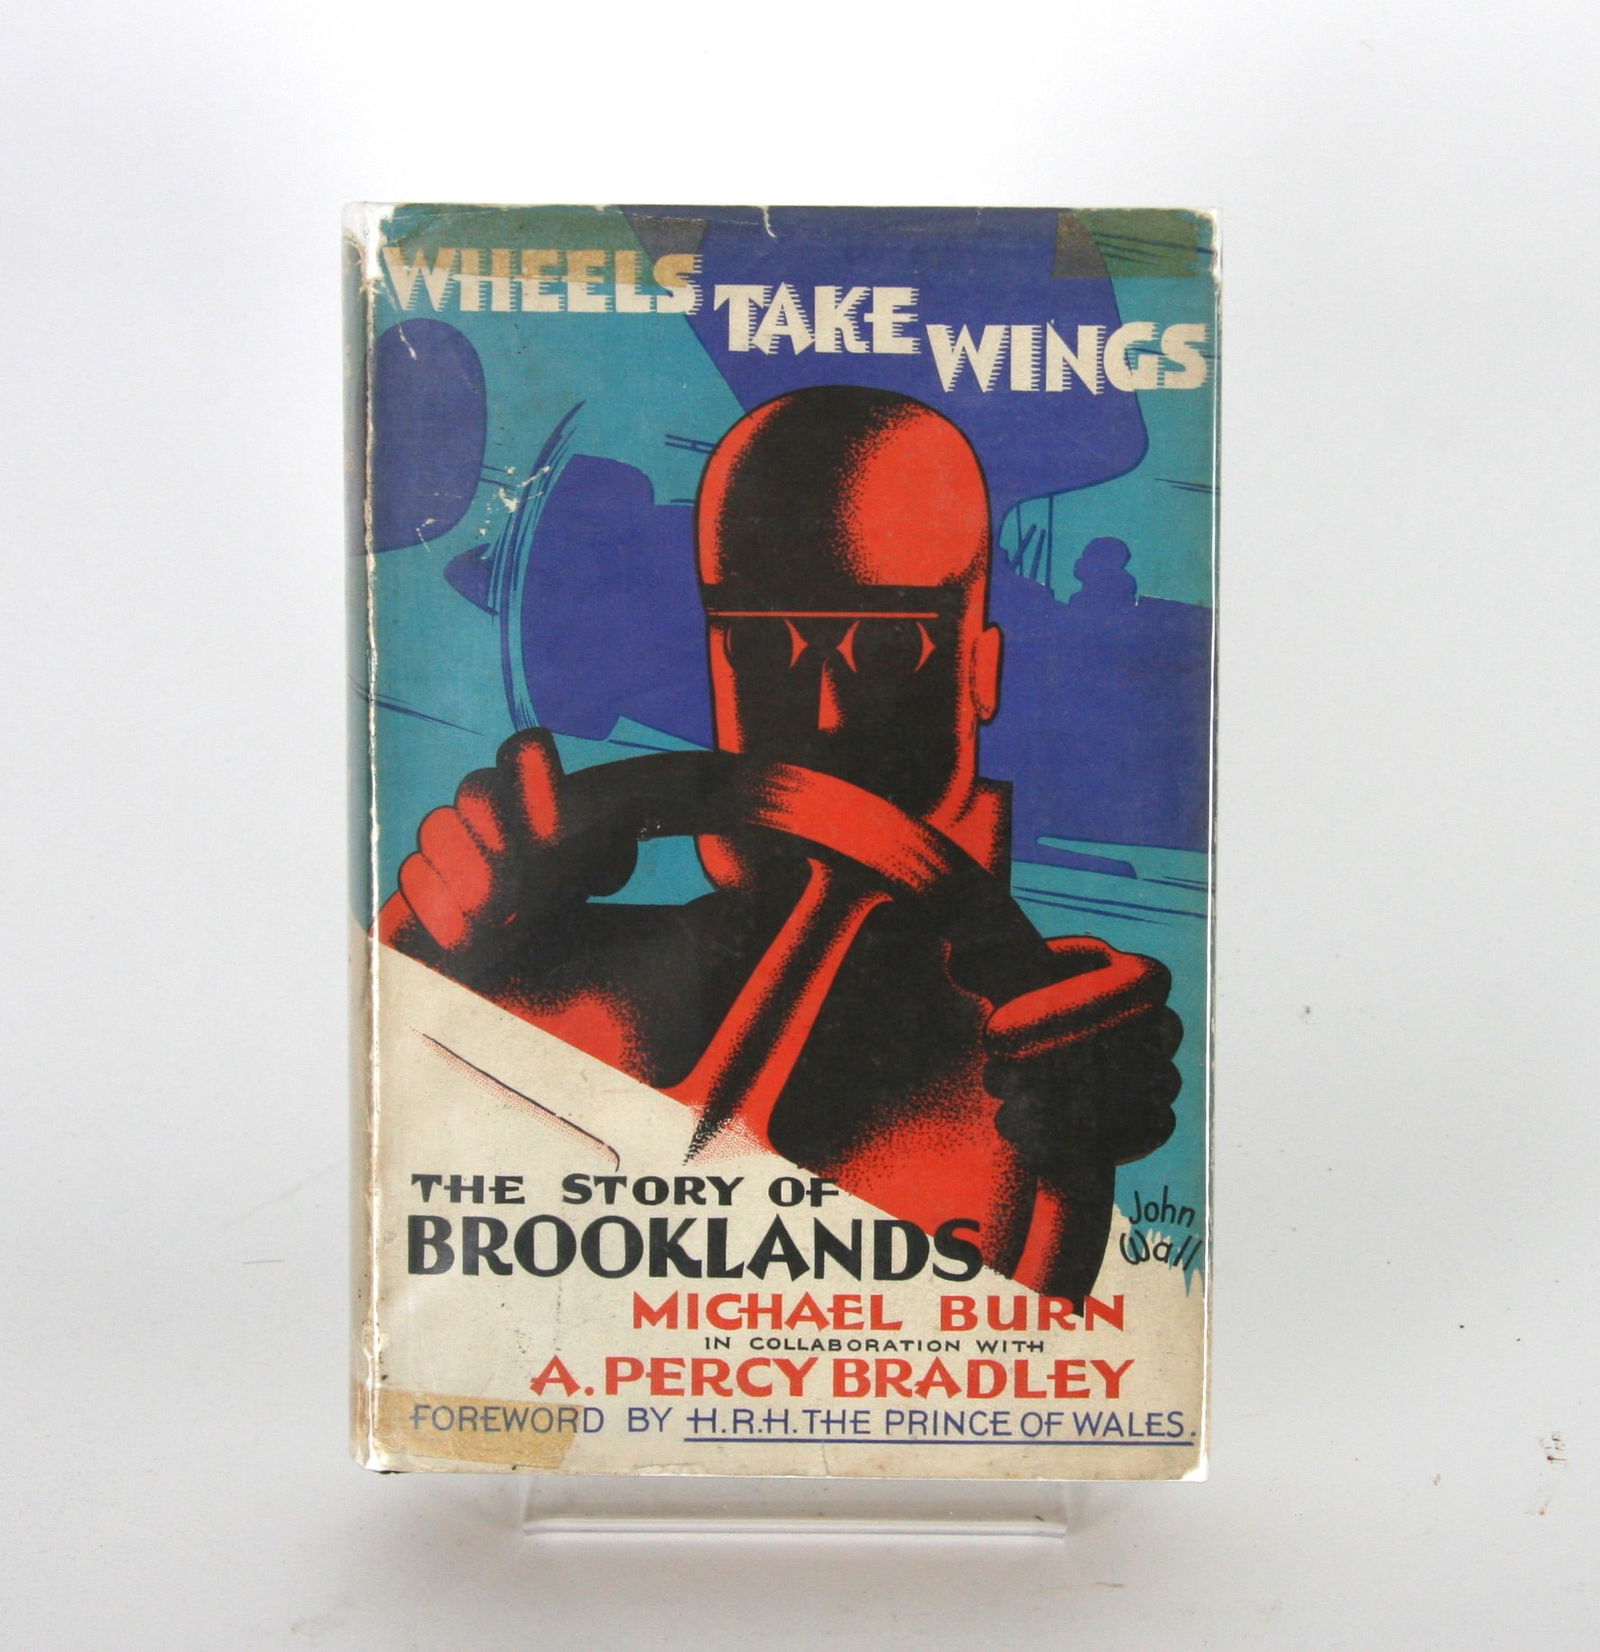 WHEELS TAKE WINGS
THE STORY OF
BROOKLANDS
MICHAEL BURN
IN COLLABORATION WITH
A. PERCY BRADLEY
FOREWORD BY H.R.H. THE PRINCE OF WALES.
John
Wall